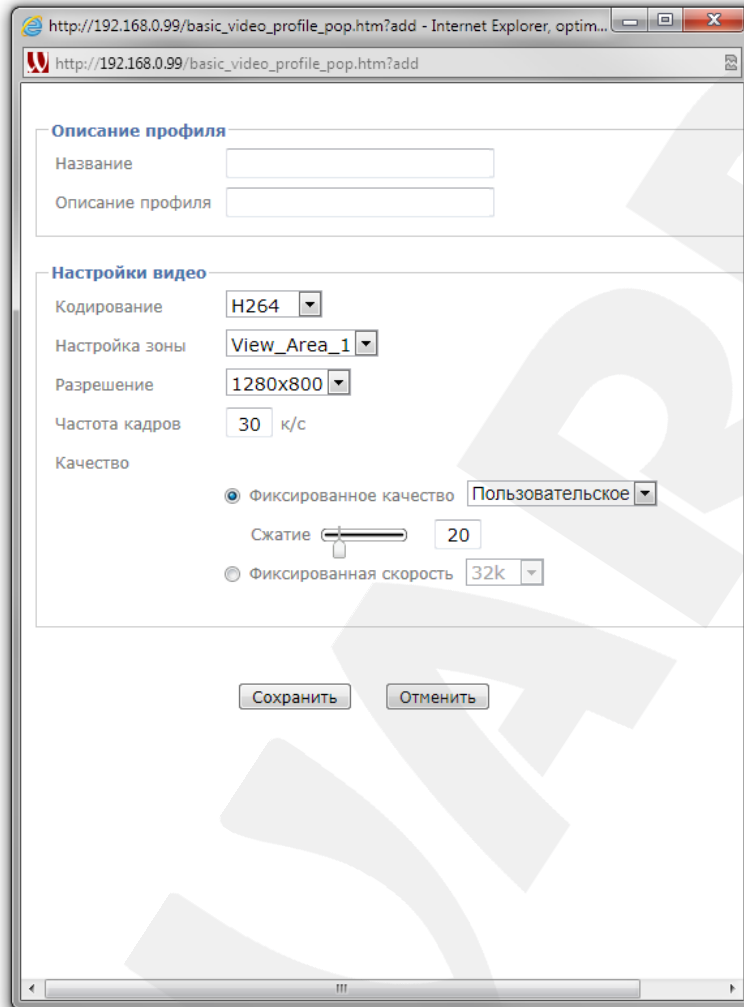 http://192.168.0.99/basic_video_profile_pop.htm?add - Internet Explorer, optim...
http://192.168.0.99/basic_video_profile_pop.htm?add
Описание профиля
Название
Описание профиля
Настройки видео
Кодирование H264
Настройка зоны View_Area_1
Разрешение 1280x800
Частота кадров 30 к/с
Качество
Фиксированное качество Пользовательское
Сжатие 20
Фиксированная скорость 32k
Сохранить Отменить